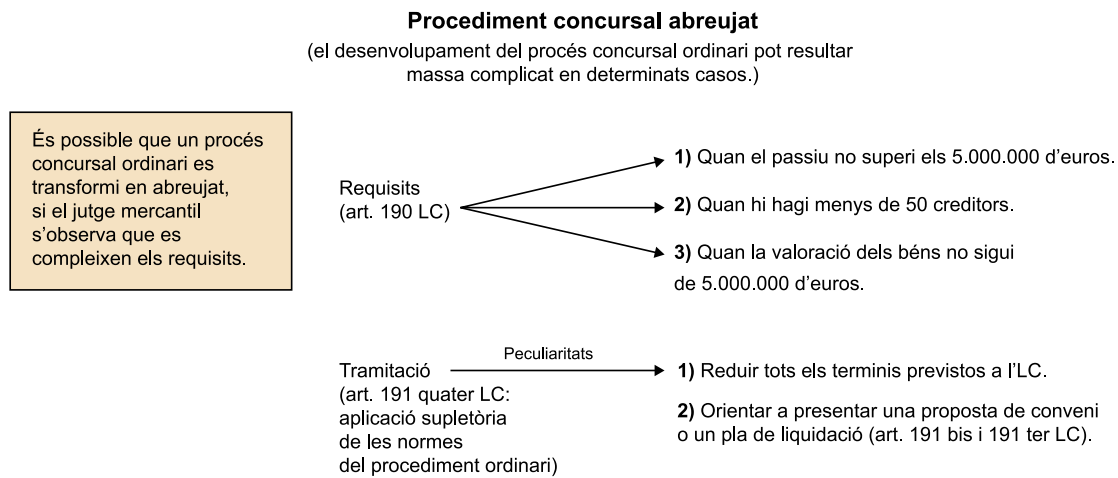 Procediment concursal abreujat
(el desenvolupament del procés concursal ordinari pot resultar
massa complicat en determinats casos.)
És possible que un procés
concursal ordinari es
transformi en abreujat,
si el jutge mercantil
s’observa que es
compleixen els requisits.
Requisits
(art. 190 LC)
1) Quan el passiu no superi els 5.000.000 d’euros.
2) Quan hi hagi menys de 50 creditors.
3) Quan la valoració dels béns no sigui
de 5.000.000 d’euros.
Tramitació
(art. 191 quater LC:
aplicació supletòria
de les normes
del procediment ordinari)
Peculiaritats
1) Reduir tots els terminis previstos a l’LC.
2) Orientar a presentar una proposta de conveni
o un pla de liquidació (art. 191 bis i 191 ter LC).